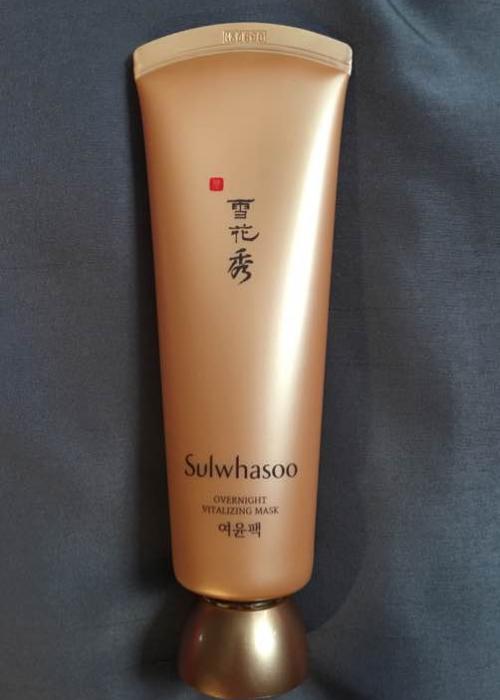 雪
花
秀
Sulwhasoo
OVERNIGHT
VITALIZING MASK
여윤팩